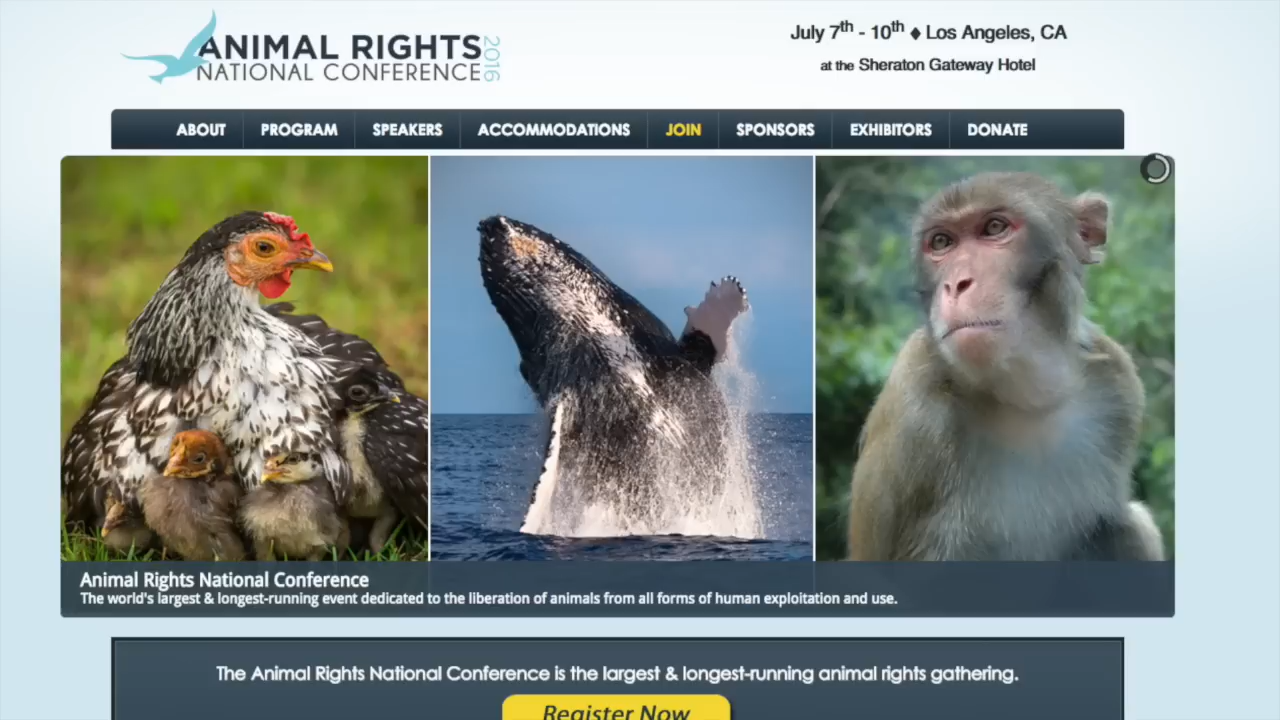 ANIMAL RIGHTS
NATIONAL CONFERENCE
2016
July 7th - 10th ♦ Los Angeles, CA
at the Sheraton Gateway Hotel
ABOUT PROGRAM SPEAKERS ACCOMMODATIONS JOIN SPONSORS EXHIBITORS DONATE
Animal Rights National Conference
The world's largest & longest-running event dedicated to the liberation of animals from all forms of human exploitation and use.
The Animal Rights National Conference is the largest & longest-running animal rights gathering.
Register Now